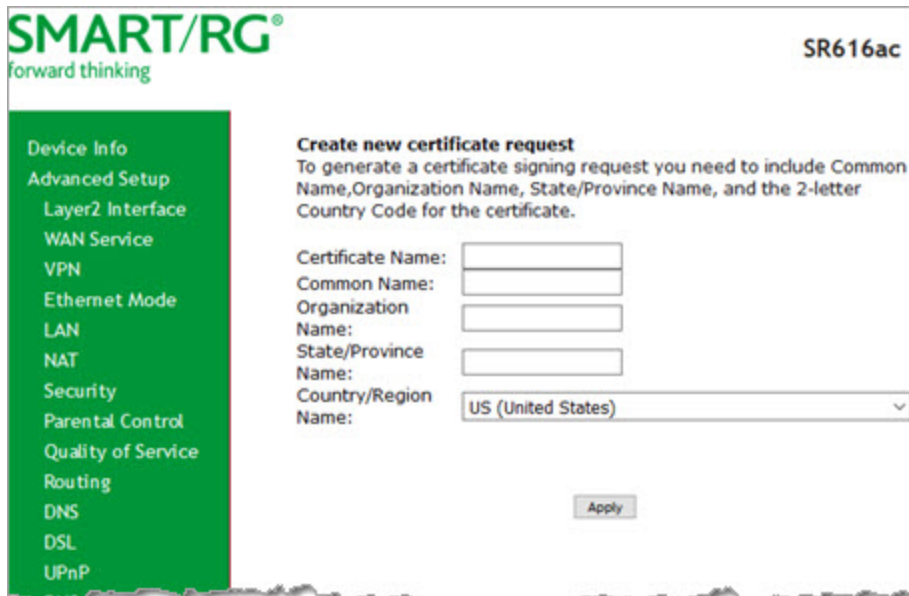 SMART/RG®
forward thinking
SR616ac
Device Info
Advanced Setup
Layer2 Interface
WAN Service
VPN
Ethernet Mode
LAN
NAT
Security
Parental Control
Quality of Service
Routing
DNS
DSL
UPnP
Create new certificate request
To generate a certificate signing request you need to include Common
Name,Organization Name, State/Province Name, and the 2-letter
Country Code for the certificate.
Certificate Name:
Common Name:
Organization
Name:
State/Province
Name:
Country/Region
Name:
US (United States)
Apply